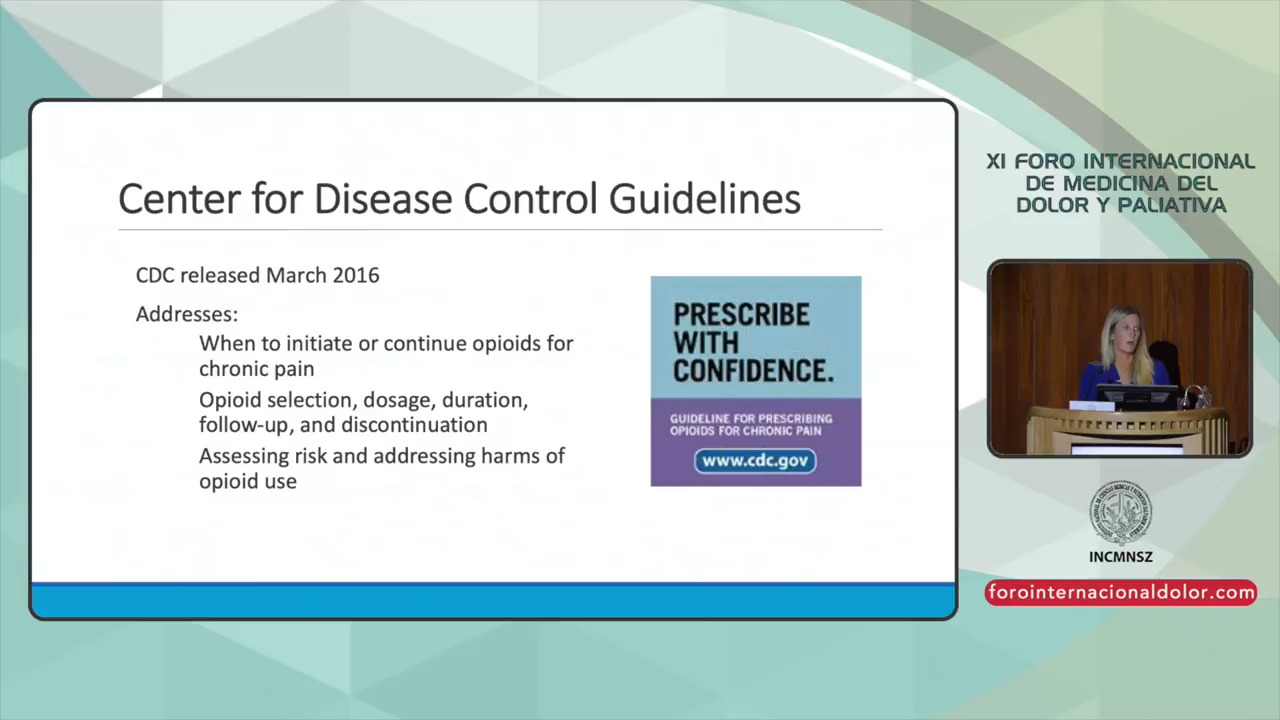 Center for Disease Control Guidelines
CDC released March 2016
Addresses:
When to initiate or continue opioids for
chronic pain
Opioid selection, dosage, duration,
follow-up, and discontinuation
Assessing risk and addressing harms of
opioid use
PRESCRIBE
WITH
CONFIDENCE.
GUIDELINE FOR PRESCRIBING
OPIOIDS FOR CHRONIC PAIN
www.cdc.gov
XI FORO INTERNACIONAL
DE MEDICINA DEL
DOLOR Y PALIATIVA
INCMNSZ
forointernacionaldolor.com